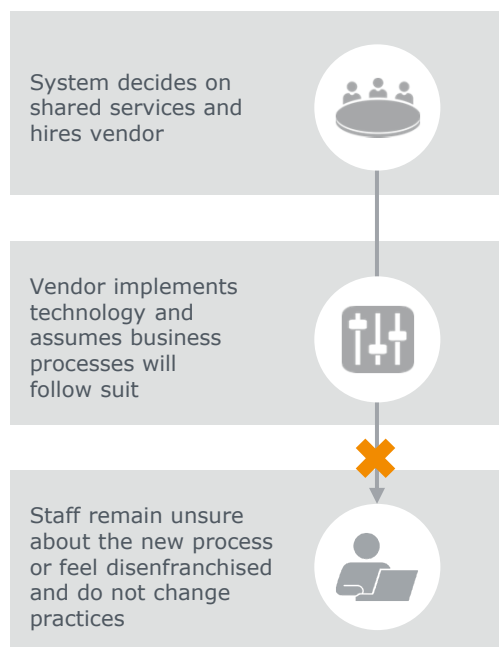 System decides on
shared services and
hires vendor
Vendor implements
technology and
assumes business
processes will
follow suit
Staff remain unsure
about the new process
or feel disenfranchised
and do not change
practices